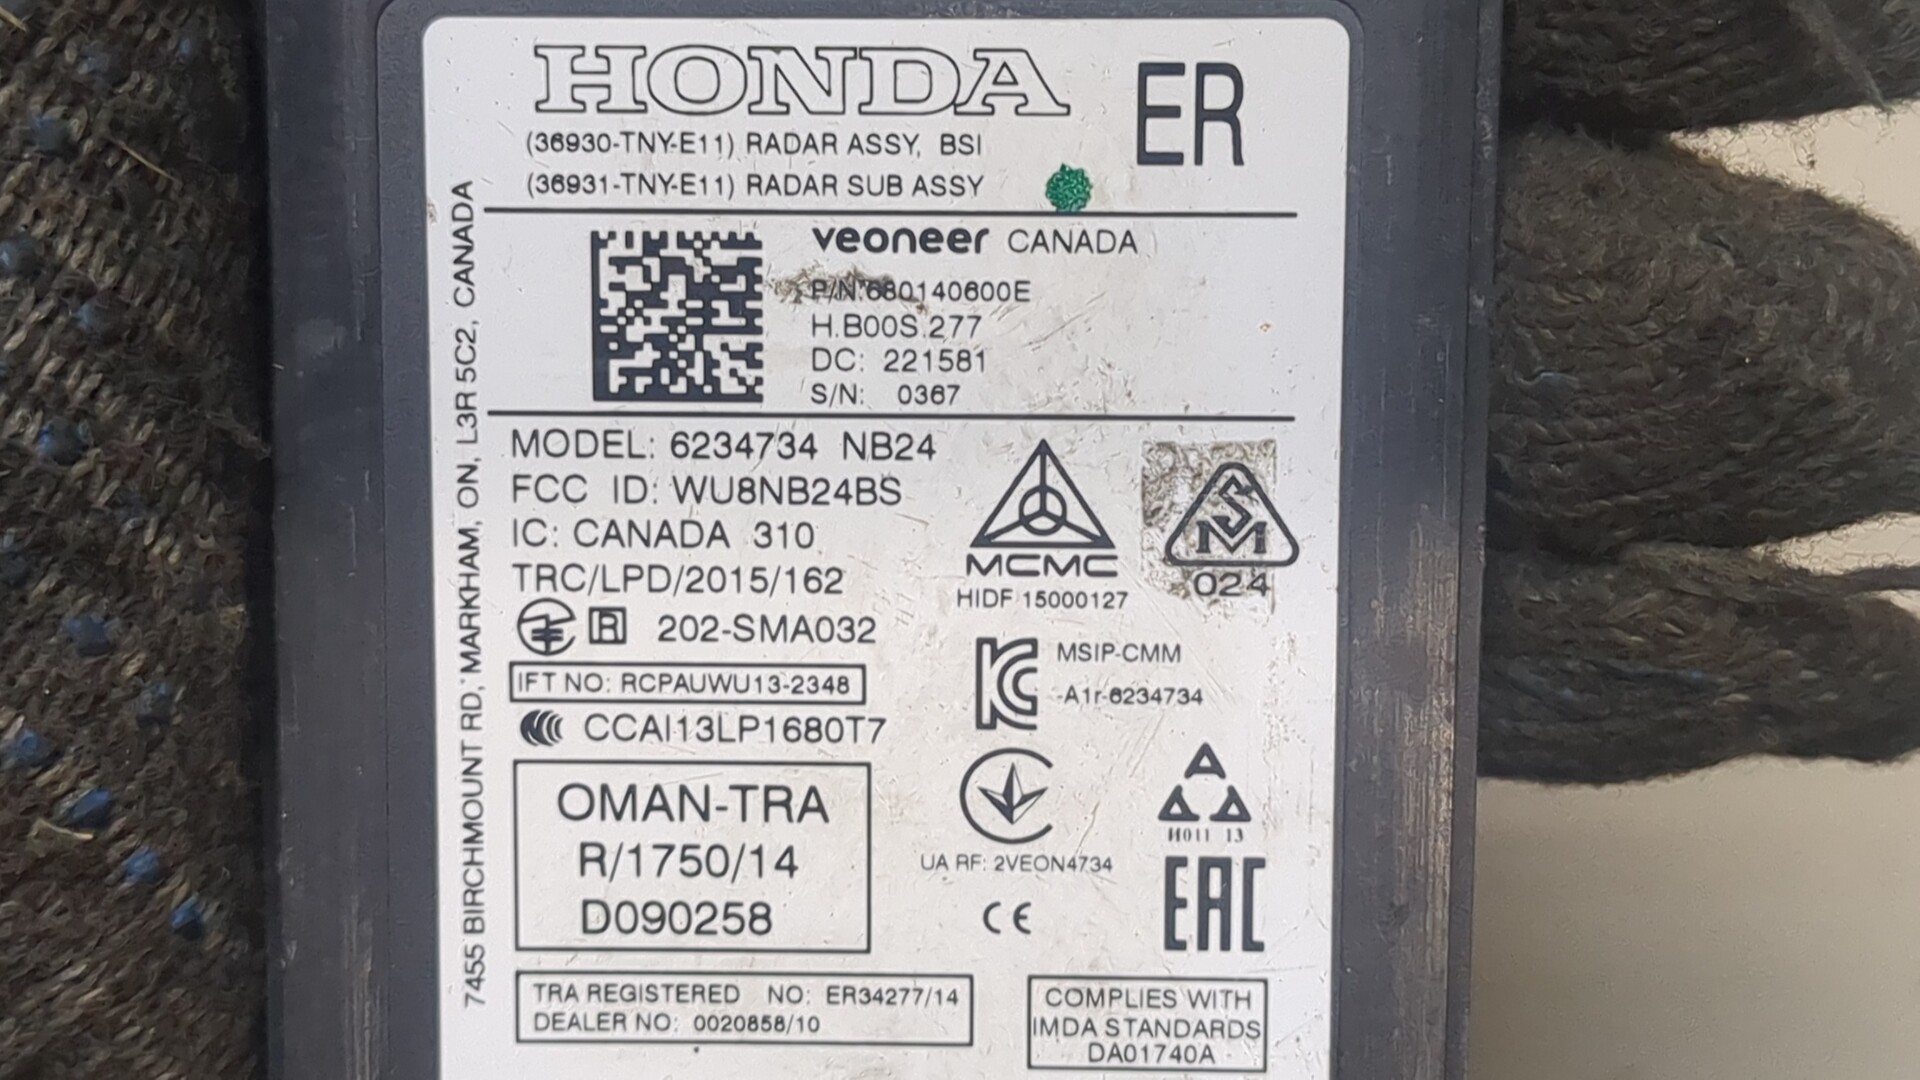 HONDA
ER
(36930-TNY-E11) RADAR ASSY, BSI
(36931-TNY-E11) RADAR SUB ASSY
7455 BIRCHMOUNT RD, MARKHAM, ON, L3R 5C2, CANADA
veoneer CANADA
P/N:680140600E
H.B00S.277
DC: 221581
S/N: 0367
MODEL: 6234734 NB24
FCC ID: WU8NB24BS
IC: CANADA 310
TRC/LPD/2015/162
R 202-SMA032
IFT NO: RCPAUWU13-2348
CCAI13LP1680T7
OMAN-TRA
R/1750/14
D090258
TRA REGISTERED NO: ER34277/14
DEALER NO: 0020858/10
MCMC
HIDF 15000127
SM
024
KC
MSIP-CMM
-A1r-6234734
UA RF: 2VEON4734
CE
И011 13
EAC
COMPLIES WITH
IMDA STANDARDS
DA01740A